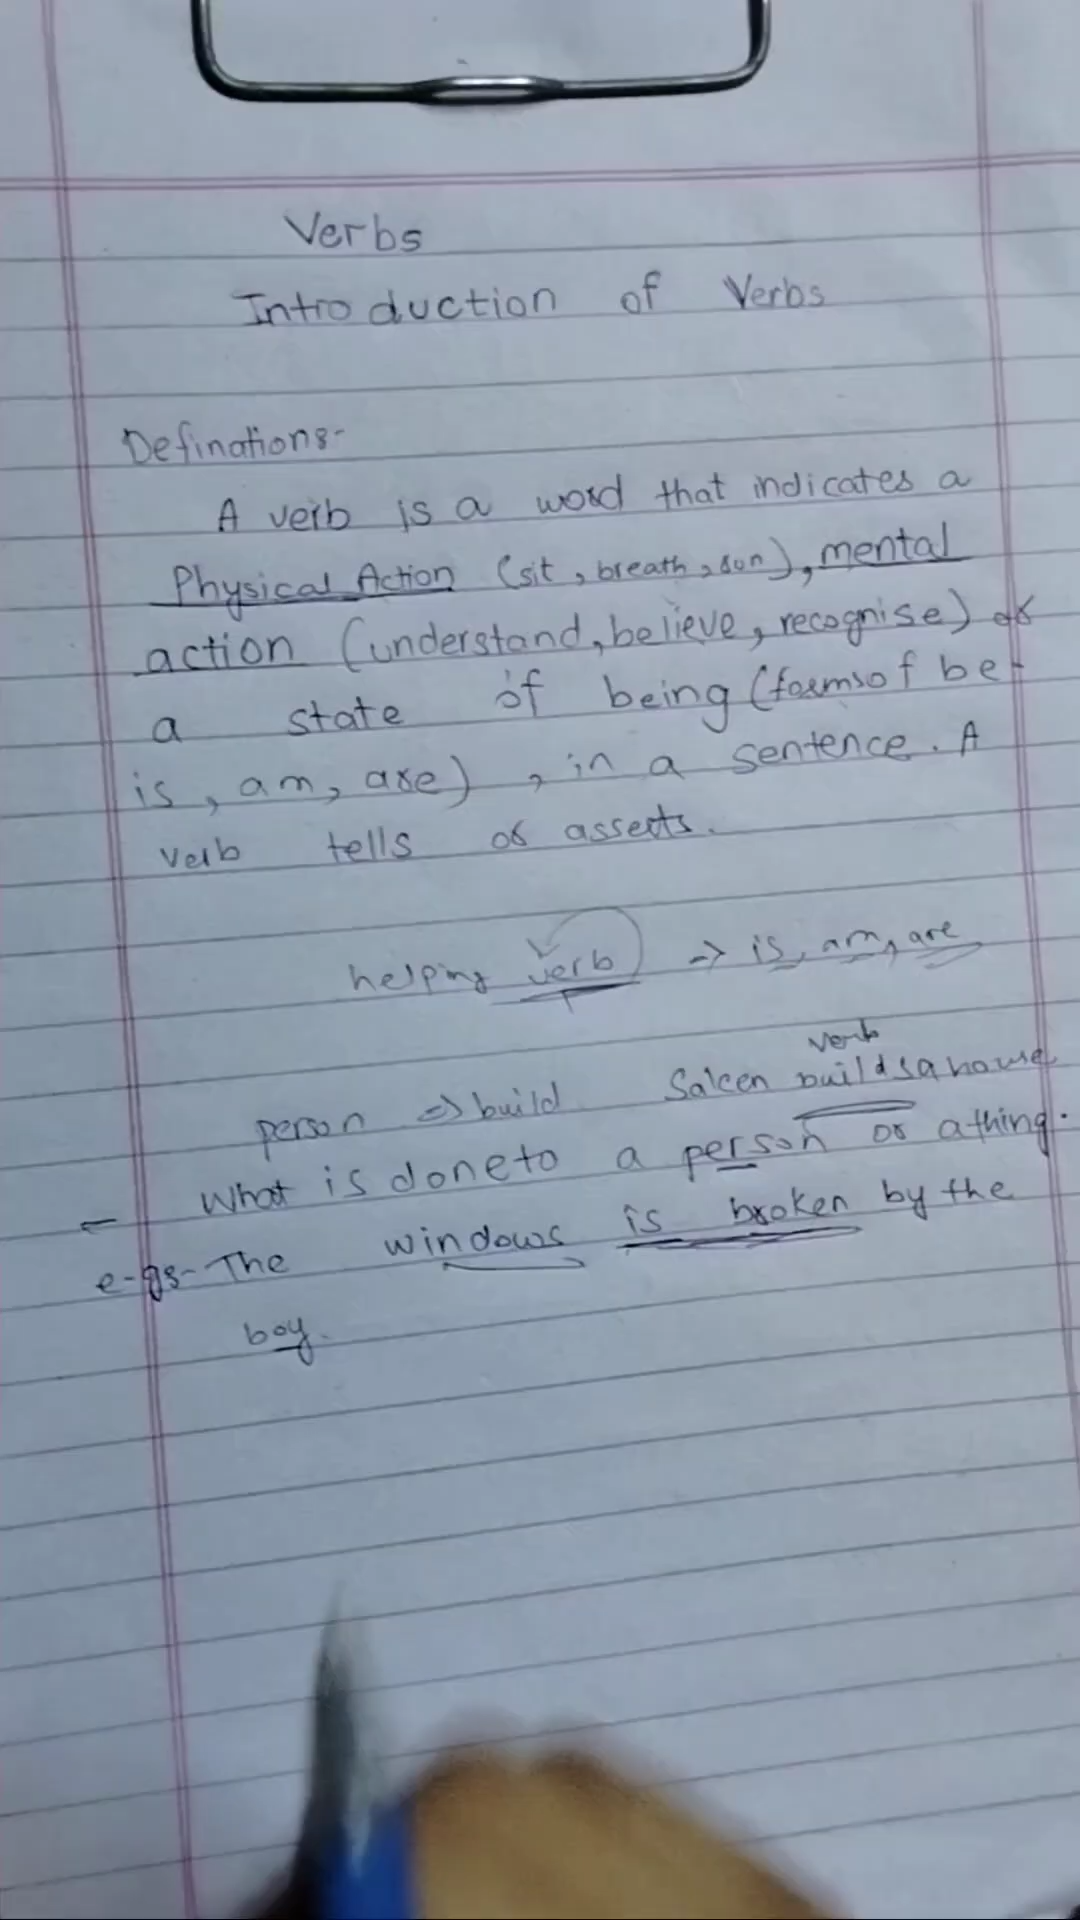 Verbs
Introduction of Verbs
Definations:-
A verb is a word that indicates a
Physical Action (sit, breath, run), mental
action (understand, believe, recognise) or
a state of being (forms of be-
is, am, are), in a sentence. A
verb tells or asserts.
helping verb → is, am, are
verb
person => build Saleen builds a house
What is done to a person or a thing.
e-g:- The windows is broken by the
boy.